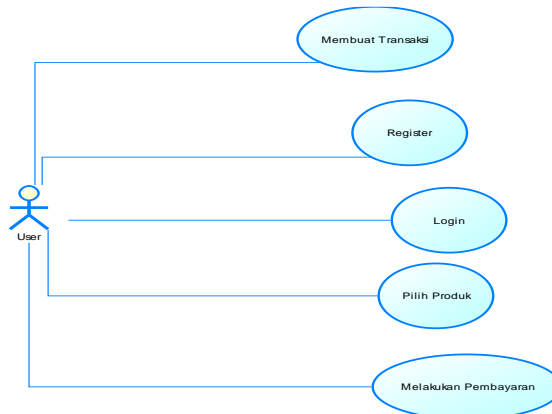 Membuat Transaksi
Register
Login
User
Pilih Produk
Melakukan Pembayaran